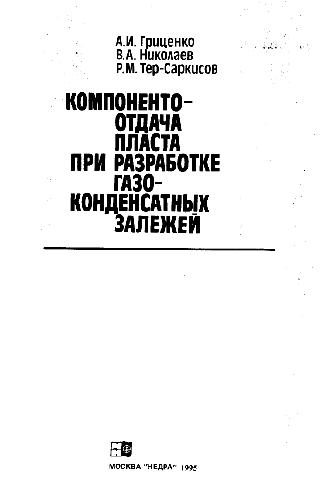 А.И. Гриценко
В.А. Николаев
Р.М. Тер-Саркисов
КОМПОНЕНТО-
ОТДАЧА
ПЛАСТА
ПРИ РАЗРАБОТКЕ
ГАЗО-
КОНДЕНСАТНЫХ
ЗАЛЕЖЕЙ
МОСКВА "НЕДРА" 1995